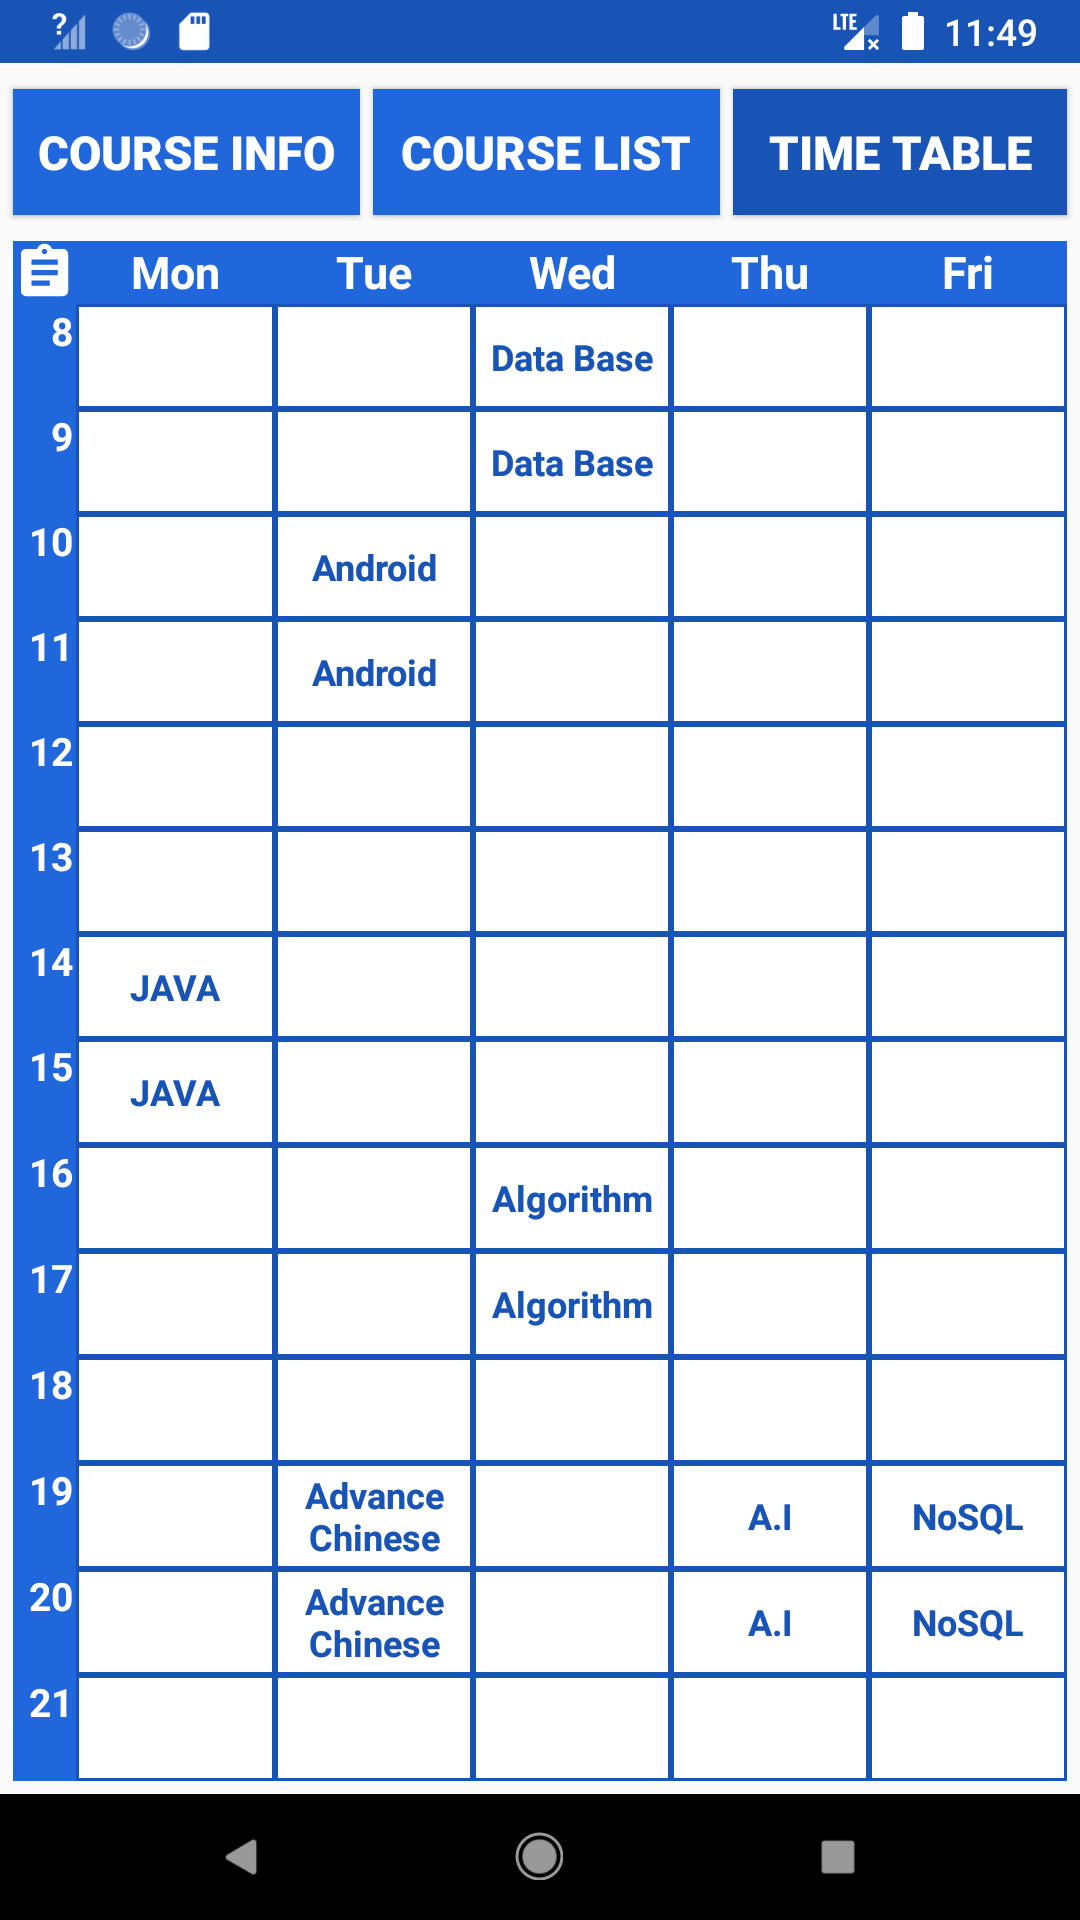 ? LTE 11:49
COURSE INFO COURSE LIST TIME TABLE
Mon Tue Wed Thu Fri
8 Data Base
9 Data Base
10 Android
11 Android
12
13
14 JAVA
15 JAVA
16 Algorithm
17 Algorithm
18
19 Advance Chinese A.I NoSQL
20 Advance Chinese A.I NoSQL
21